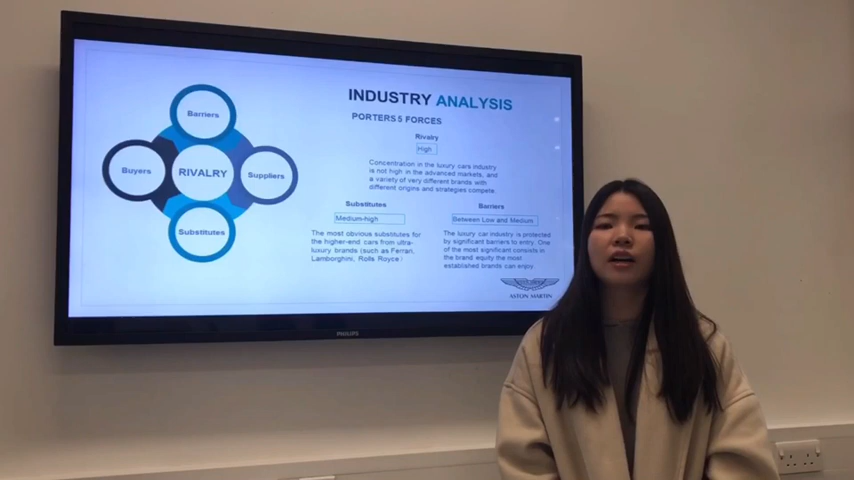 INDUSTRY ANALYSIS
PORTERS 5 FORCES
Barriers
Buyers
RIVALRY
Suppliers
Substitutes
Rivalry
High
Concentration in the luxury cars industry
is not high in the advanced markets, and
a variety of very different brands with
different origins and strategies compete.
Substitutes
Medium-high
The most obvious substitutes for
the higher-end cars from ultra-
luxury brands (such as Ferrari,
Lamborghini, Rolls Royce)
Barriers
Between Low and Medium
The luxury car industry is protected
by significant barriers to entry. One
of the most significant consists in
the brand equity the most
established brands can enjoy.
ASTON MARTIN
PHILIPS